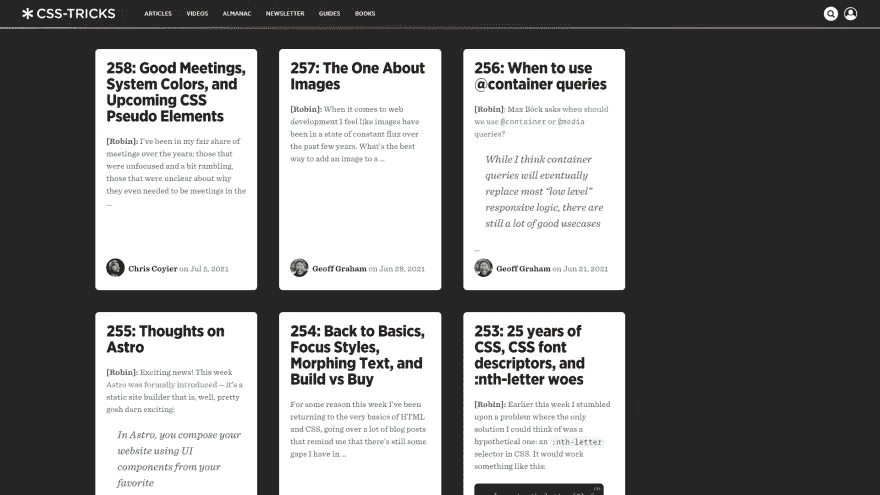 CSS-TRICKS
ARTICLES VIDEOS ALMANAC NEWSLETTER GUIDES BOOKS
258: Good Meetings,
System Colors, and
Upcoming CSS
Pseudo Elements
[Robin]: I've been in my fair share of
meetings over the years; those that
were unfocused and a bit rambling,
those that were unclear about why
they even needed to be meetings in the
...
Chris Coyier on Jul 5, 2021
257: The One About
Images
[Robin]: When it comes to web
development I feel like images have
been in a state of constant flux over
the past few years. What's the best
way to add an image to a ...
Geoff Graham on Jun 28, 2021
256: When to use
@container queries
[Robin]: Max Böck asks when should
we use @container or @media
queries?
While I think container
queries will eventually
replace most "low level"
responsive logic, there are
still a lot of good usecases
...
Geoff Graham on Jun 21, 2021
255: Thoughts on
Astro
[Robin]: Exciting news! This week
Astro was formally introduced — it's a
static site builder that is, well, pretty
gosh darn exciting:
In Astro, you compose your
website using UI
components from your
favorite
254: Back to Basics,
Focus Styles,
Morphing Text, and
Build vs Buy
For some reason this week I've been
returning to the very basics of HTML
and CSS, going over a lot of blog posts
that remind me that there's still some
gaps I have in ...
253: 25 years of
CSS, CSS font
descriptors, and
:nth-letter woes
[Robin]: Earlier this week I stumbled
upon a problem where the only
solution I could think of was a
hypothetical one: an :nth-letter
selector in CSS. It would work
something like this:
CSS